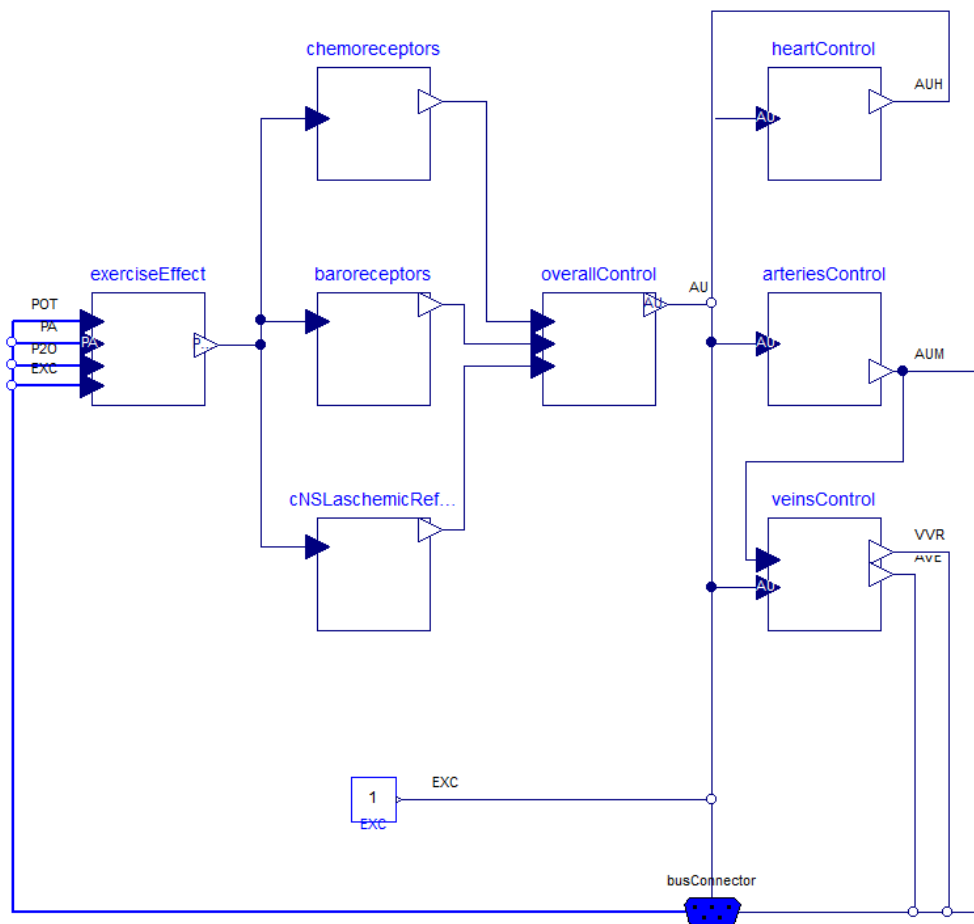 chemoreceptors
heartControl
AUH
AU
exerciseEffect
baroreceptors
overallControl
arteriesControl
AU
POT
PA
PA
P2O
EXC
P...
AU
AU
AUM
cNSLaschemicRef...
veinsControl
VVR
AVE
AU
EXC
1
EXC
busConnector